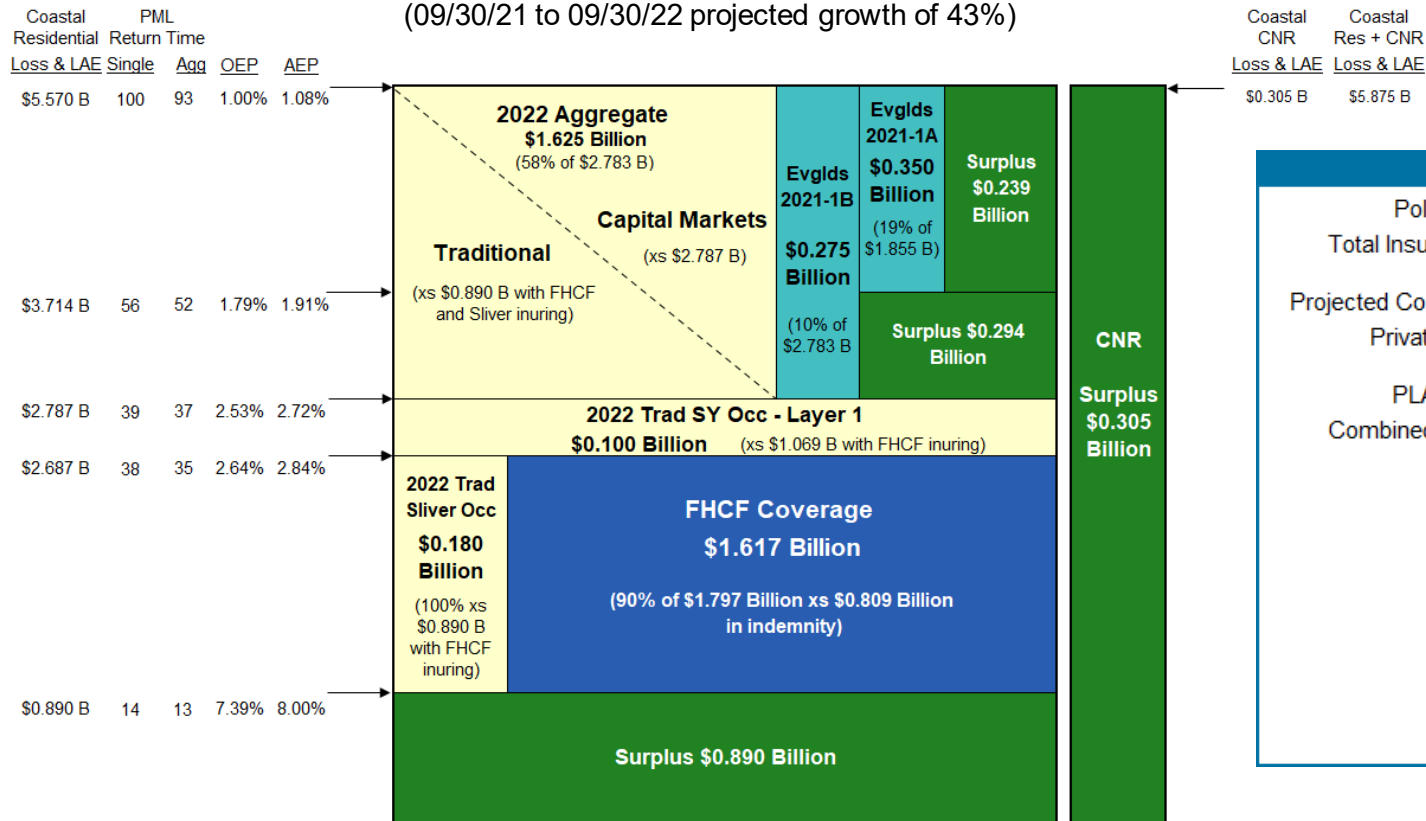 (09/30/21 to 09/30/22 projected growth of 43%)
Coastal PML
Residential Return Time
Loss & LAE Single Agg OEP AEP
$5.570 B 100 93 1.00% 1.08%
$3.714 B 56 52 1.79% 1.91%
$2.787 B 39 37 2.53% 2.72%
$2.687 B 38 35 2.64% 2.84%
$0.890 B 14 13 7.39% 8.00%
2022 Aggregate
$1.625 Billion
(58% of $2.783 B)
Capital Markets
(xs $2.787 B)
Traditional
(xs $0.890 B with FHCF
and Sliver inuring)
Evglds
2021-1B
$0.275
Billion
(10% of
$2.783 B
Evglds
2021-1A
$0.350
Billion
(19% of
$1.855 B)
Surplus
$0.239
Billion
Surplus $0.294
Billion
2022 Trad SY Occ - Layer 1
$0.100 Billion (xs $1.069 B with FHCF inuring)
2022 Trad
Sliver Occ
$0.180
Billion
(100% xs
$0.890 B
with FHCF
inuring)
FHCF Coverage
$1.617 Billion
(90% of $1.797 Billion xs $0.809 Billion
in indemnity)
Surplus $0.890 Billion
CNR
Surplus
$0.305
Billion
Coastal Coastal
CNR Res + CNR
Loss & LAE Loss & LAE
$0.305 B $5.875 B
Pol
Total Insu
Projected Co
Privat
PLA
Combined